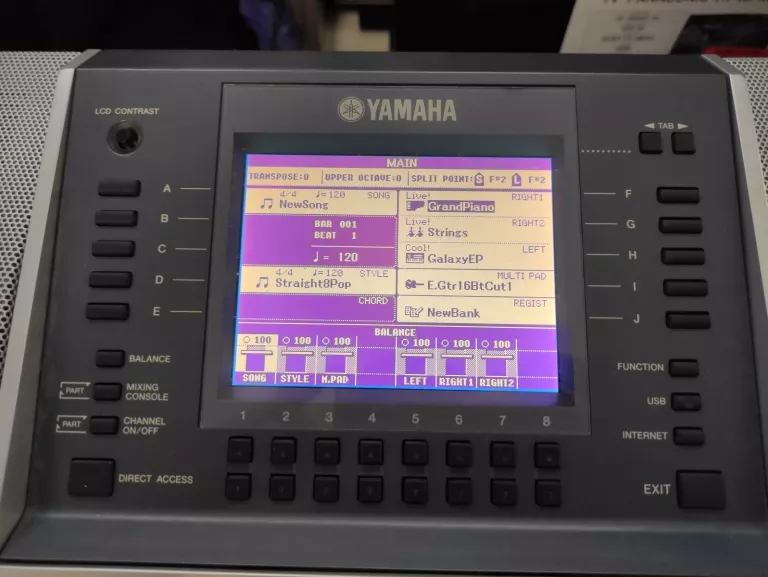 YAMAHA
LCD CONTRAST
TAB
MAIN
TRANSPOSE:0 UPPER OCTAVE:0 SPLIT POINT: S F#2 L F#2
4/4 ♩=120 SONG
NewSong
BAR 001
BEAT 1
♩ = 120
4/4 ♩=120 STYLE
Straight8Pop
CHORD
Live! RIGHT1
GrandPiano
Live! RIGHT2
Strings
Cool! LEFT
GalaxyEP
MULTI PAD
E.Gtr16BtCut1
REGIST
NewBank
BALANCE
100 100 100 100 100 100
SONG STYLE M.PAD LEFT RIGHT1 RIGHT2
A
B
C
D
E
F
G
H
I
J
BALANCE
PART MIXING
CONSOLE
PART CHANNEL
ON/OFF
DIRECT ACCESS
1 2 3 4 5 6 7 8
FUNCTION
USB
INTERNET
EXIT